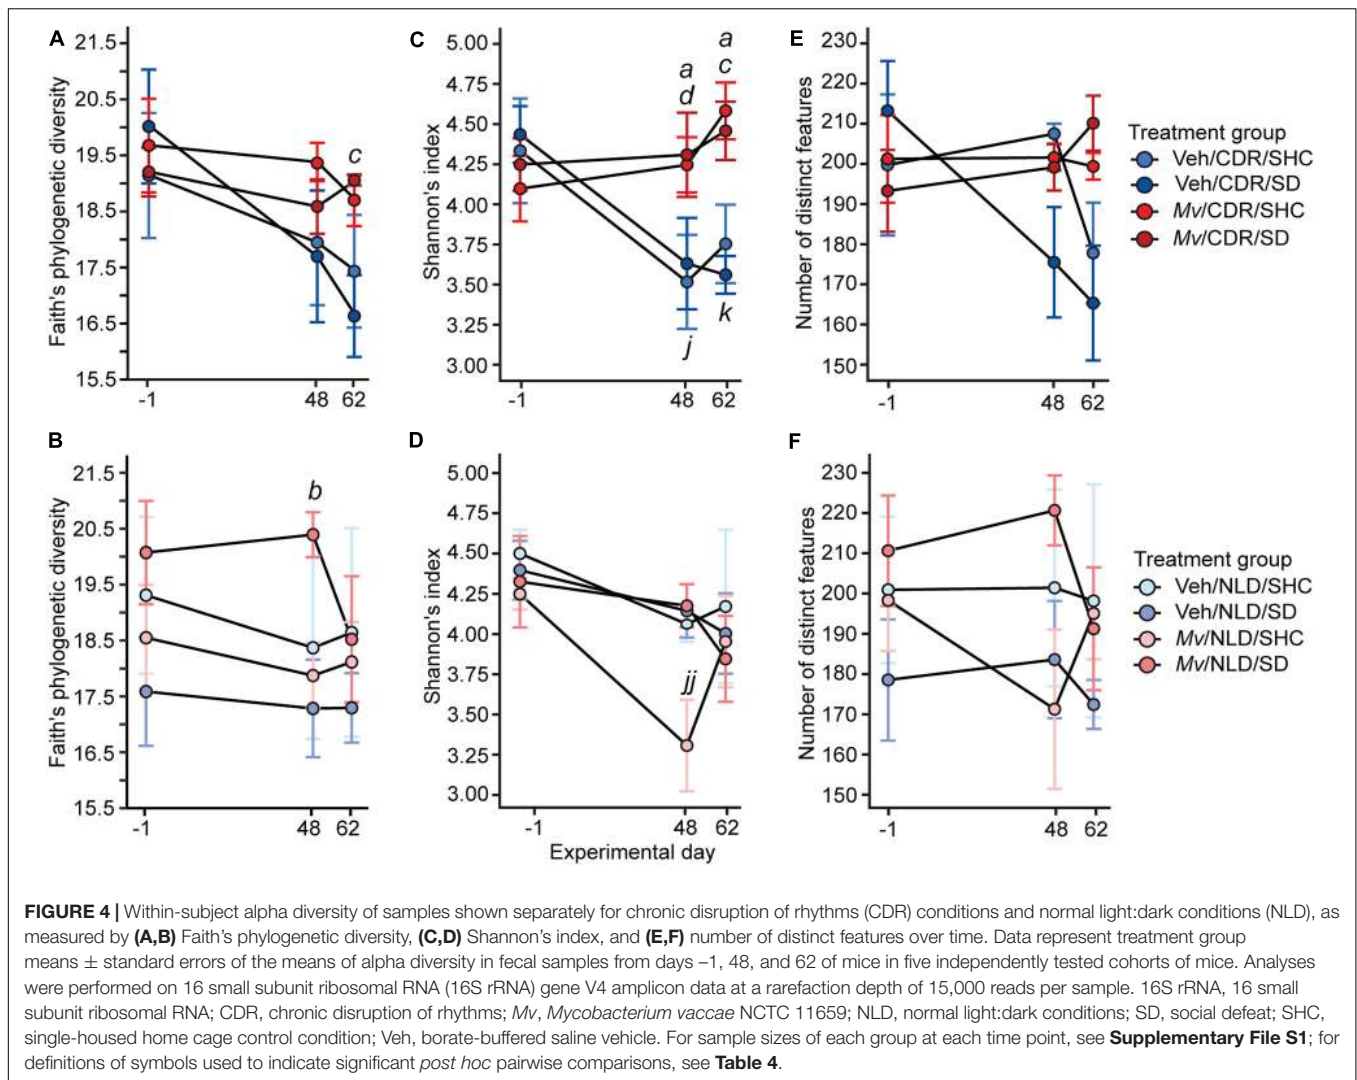 A
21.5
20.5
19.5
18.5
17.5
16.5
15.5
Faith's phylogenetic diversity
c
-1 48 62
C
5.00
4.75
4.50
4.25
4.00
3.75
3.50
3.25
3.00
Shannon's index
a
d
a
c
j
k
-1 48 62
E
230
220
210
200
190
180
170
160
150
Number of distinct features
-1 48 62
Treatment group
Veh/CDR/SHC
Veh/CDR/SD
Mv/CDR/SHC
Mv/CDR/SD
B
21.5
20.5
19.5
18.5
17.5
16.5
15.5
Faith's phylogenetic diversity
b
-1 48 62
D
5.00
4.75
4.50
4.25
4.00
3.75
3.50
3.25
3.00
Shannon's index
jj
-1 48 62
Experimental day
F
230
220
210
200
190
180
170
160
150
Number of distinct features
-1 48 62
Treatment group
Veh/NLD/SHC
Veh/NLD/SD
Mv/NLD/SHC
Mv/NLD/SD
FIGURE 4 | Within-subject alpha diversity of samples shown separately for chronic disruption of rhythms (CDR) conditions and normal light:dark conditions (NLD), as
measured by (A,B) Faith's phylogenetic diversity, (C,D) Shannon's index, and (E,F) number of distinct features over time. Data represent treatment group
means ± standard errors of the means of alpha diversity in fecal samples from days –1, 48, and 62 of mice in five independently tested cohorts of mice. Analyses
were performed on 16 small subunit ribosomal RNA (16S rRNA) gene V4 amplicon data at a rarefaction depth of 15,000 reads per sample. 16S rRNA, 16 small
subunit ribosomal RNA; CDR, chronic disruption of rhythms; Mv, Mycobacterium vaccae NCTC 11659; NLD, normal light:dark conditions; SD, social defeat; SHC,
single-housed home cage control condition; Veh, borate-buffered saline vehicle. For sample sizes of each group at each time point, see Supplementary File S1; for
definitions of symbols used to indicate significant post hoc pairwise comparisons, see Table 4.